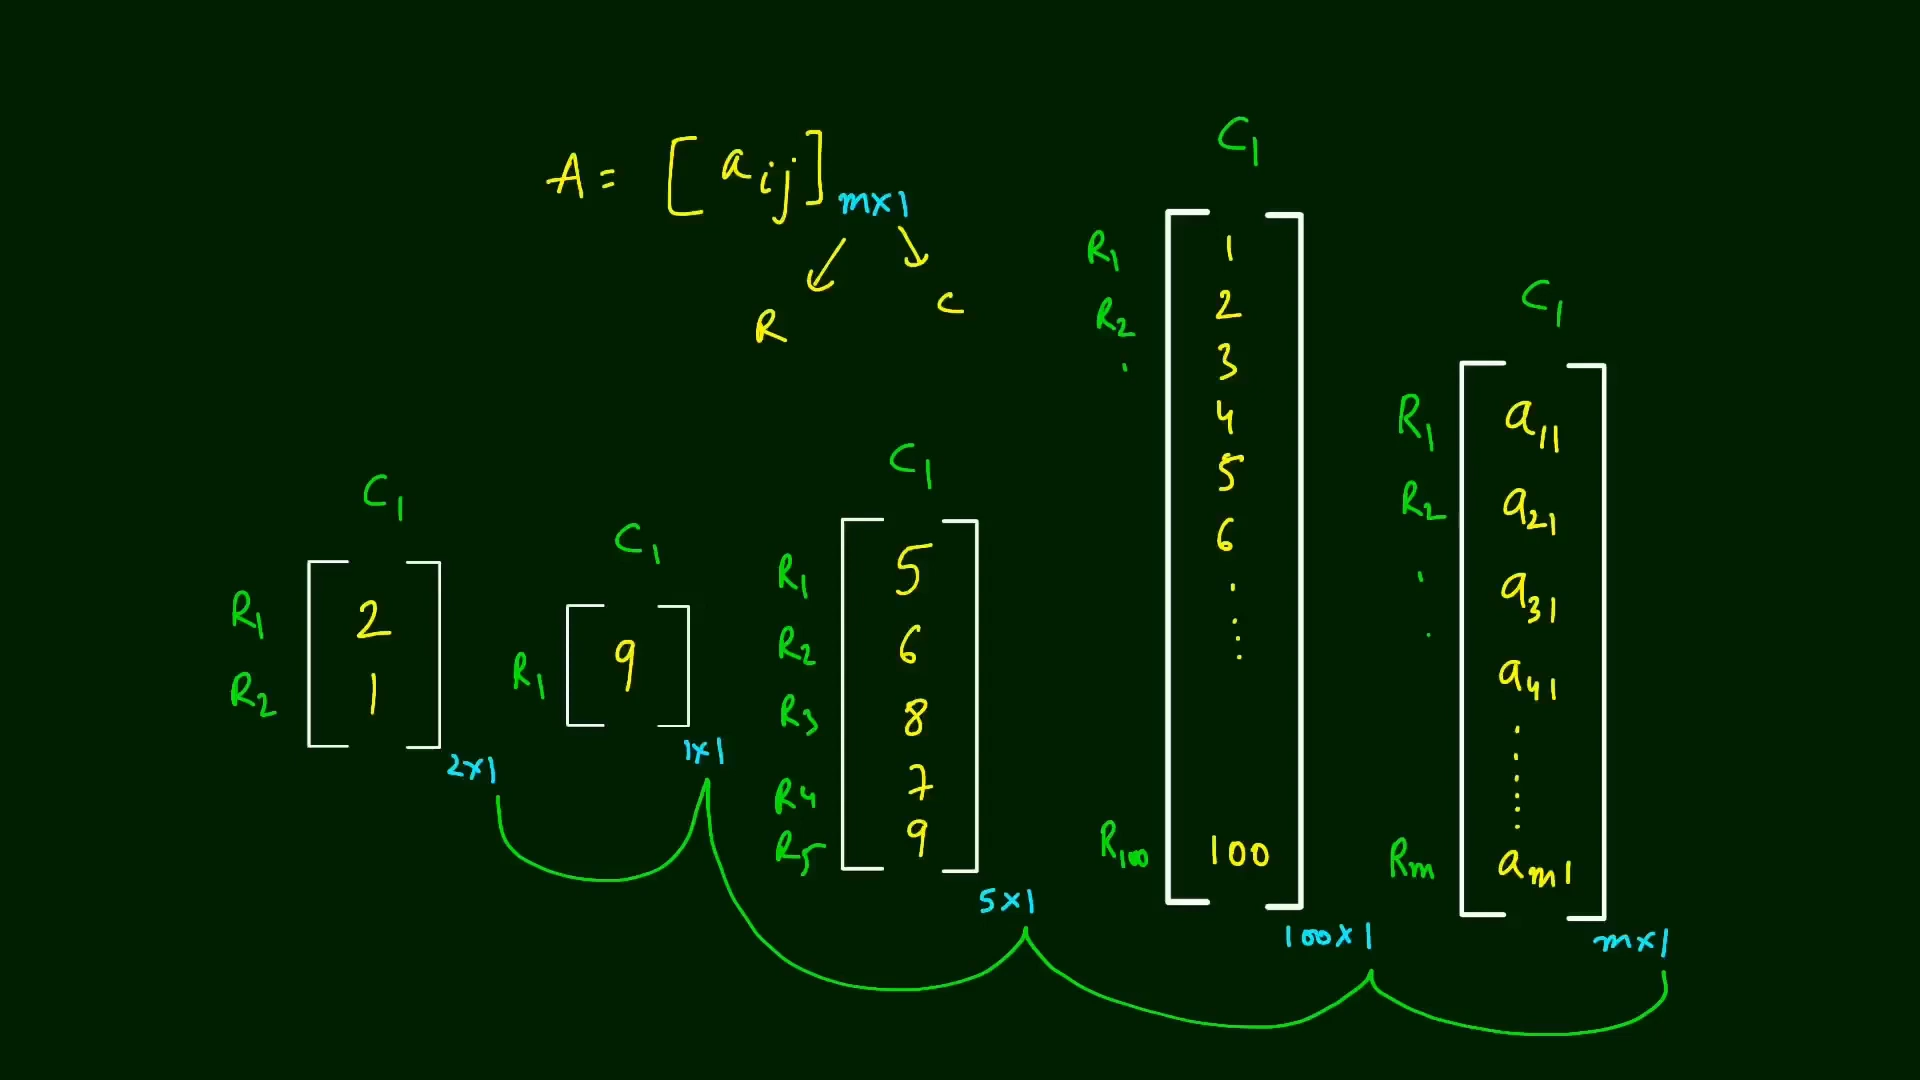 A = [ aij ] m×1
R C
C1
R1 2
R2 1
2×1
C1
R1 9
1×1
C1
R1 5
R2 6
R3 8
R4 7
R5 9
5×1
C1
R1 1
R2 2
. 3
4
5
6
.
.
.
.
R100 100
100×1
C1
R1 a11
R2 a21
. a31
. a41
.
.
.
.
.
Rm am1
m×1